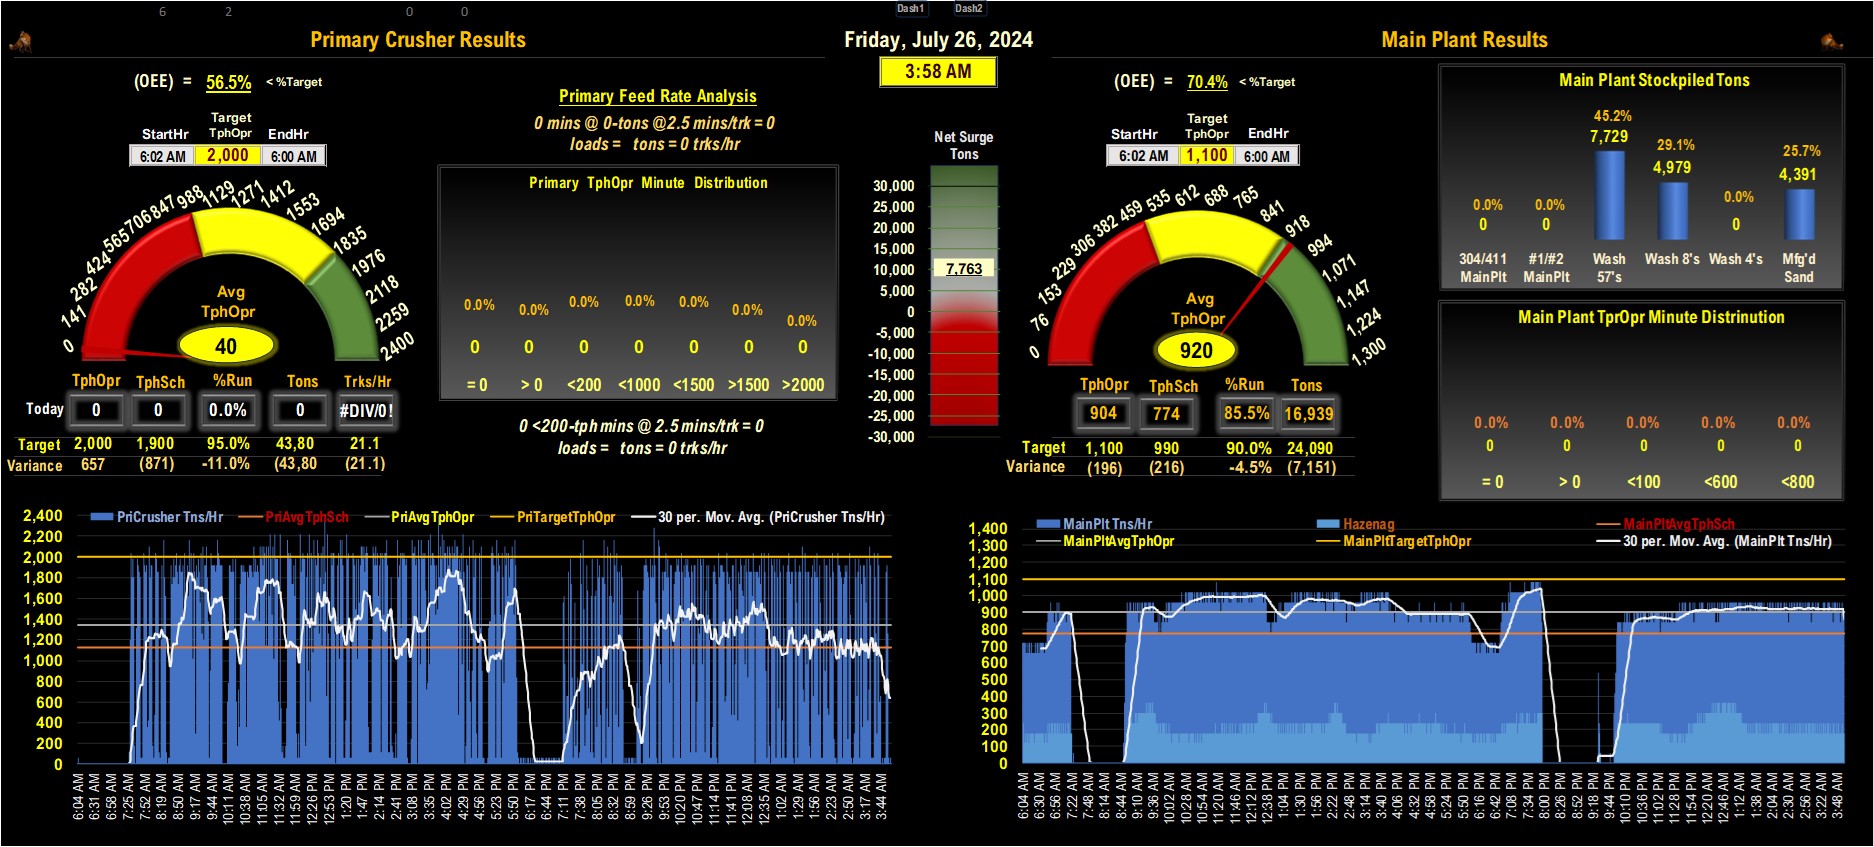 6 2 0 0
Dash1 Dash2
Primary Crusher Results
Friday, July 26, 2024
3:58 AM
Main Plant Results
(OEE) = 56.5% < %Target
Target
StartHr TphOpr EndHr
6:02 AM 2,000 6:00 AM
0 141 282 424 565 706 847 988 1129 1271 1412 1553 1694 1835 1976 2118 2259 2400
Avg
TphOpr
40
TphOpr TphSch %Run Tons Trks/Hr
Today 0 0 0.0% 0 #DIV/0!
Target 2,000 1,900 95.0% 43,80 21.1
Variance 657 (871) -11.0% (43,80 (21.1)
Primary Feed Rate Analysis
0 mins @ 0-tons @2.5 mins/trk = 0
loads = tons = 0 trks/hr
Primary TphOpr Minute Distribution
0.0% 0.0% 0.0% 0.0% 0.0% 0.0% 0.0%
0 0 0 0 0 0 0
= 0 > 0 <200 <1000 <1500 >1500 >2000
0 <200-tph mins @ 2.5 mins/trk = 0
loads = tons = 0 trks/hr
Net Surge
Tons
30,000
25,000
20,000
15,000
10,000
7,763
5,000
0
-5,000
-10,000
-15,000
-20,000
-25,000
-30,000
(OEE) = 70.4% < %Target
Target
StartHr TphOpr EndHr
6:02 AM 1,100 6:00 AM
0 76 153 229 306 382 459 535 612 688 765 841 918 994 1,071 1,147 1,224 1,300
Avg
TphOpr
920
TphOpr TphSch %Run Tons
904 774 85.5% 16,939
Target 1,100 990 90.0% 24,090
Variance (196) (216) -4.5% (7,151)
Main Plant Stockpiled Tons
0.0% 0.0% 45.2% 29.1% 0.0% 25.7%
0 0 7,729 4,979 0 4,391
304/411 #1/#2 Wash Wash 8's Wash 4's Mfg'd
MainPlt MainPlt 57's Sand
Main Plant TprOpr Minute Distrinution
0.0% 0.0% 0.0% 0.0% 0.0%
0 0 0 0 0
= 0 > 0 <100 <600 <800
PriCrusher Tns/Hr PriAvgTphSch PriAvgTphOpr PriTargetTphOpr 30 per. Mov. Avg. (PriCrusher Tns/Hr)
2,400
2,200
2,000
1,800
1,600
1,400
1,200
1,000
800
600
400
200
0
6:04 AM 6:31 AM 6:58 AM 7:25 AM 7:52 AM 8:19 AM 8:50 AM 9:17 AM 9:44 AM 10:11 AM 10:38 AM 11:05 AM 11:32 AM 11:59 AM 12:26 PM 12:53 PM 1:20 PM 1:47 PM 2:14 PM 2:41 PM 3:08 PM 3:35 PM 4:02 PM 4:29 PM 4:56 PM 5:23 PM 5:50 PM 6:17 PM 6:44 PM 7:11 PM 7:38 PM 8:05 PM 8:32 PM 8:59 PM 9:26 PM 9:53 PM 10:20 PM 10:47 PM 11:14 PM 11:41 PM 12:08 AM 12:35 AM 1:02 AM 1:29 AM 1:56 AM 2:23 AM 2:50 AM 3:17 AM 3:44 AM
MainPlt Tns/Hr Hazenag MainPltAvgTphSch
MainPltAvgTphOpr MainPltTargetTphOpr 30 per. Mov. Avg. (MainPlt Tns/Hr)
1,400
1,300
1,200
1,100
1,000
900
800
700
600
500
400
300
200
100
0
6:04 AM 6:30 AM 6:56 AM 7:22 AM 7:48 AM 8:14 AM 8:44 AM 9:10 AM 9:36 AM 10:02 AM 10:28 AM 10:54 AM 11:20 AM 11:46 AM 12:12 PM 12:38 PM 1:04 PM 1:30 PM 1:56 PM 2:22 PM 2:48 PM 3:14 PM 3:40 PM 4:06 PM 4:32 PM 4:58 PM 5:24 PM 5:50 PM 6:16 PM 6:42 PM 7:08 PM 7:34 PM 8:00 PM 8:26 PM 8:52 PM 9:18 PM 9:44 PM 10:10 PM 10:36 PM 11:02 PM 11:28 PM 11:54 PM 12:20 AM 12:46 AM 1:12 AM 1:38 AM 2:04 AM 2:30 AM 2:56 AM 3:22 AM 3:48 AM